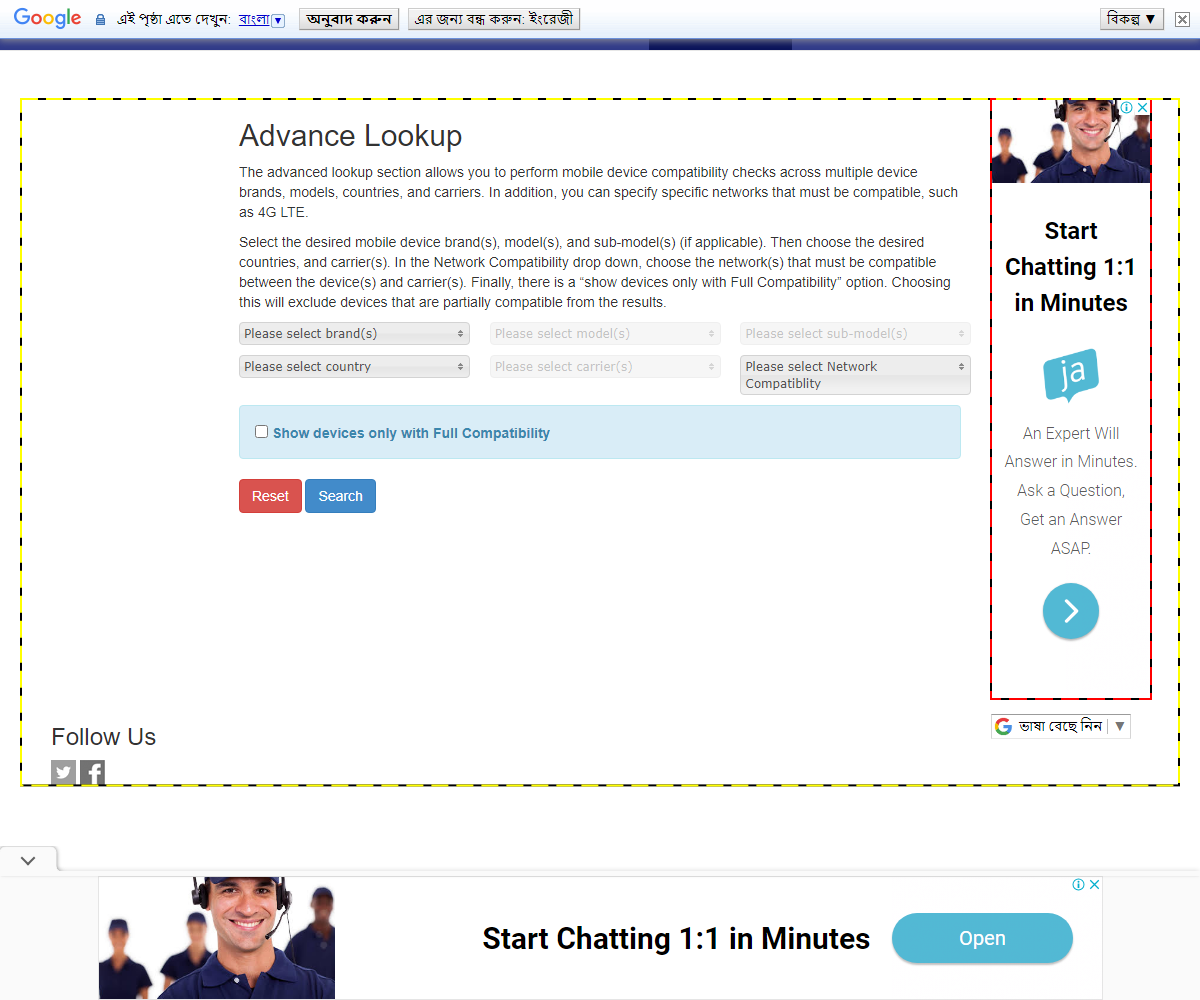 Google এই পৃষ্ঠা এতে দেখুন: বাংলা ▼ অনুবাদ করুন এর জন্য বন্ধ করুন: ইংরেজী বিকল্প ▼
Advance Lookup
The advanced lookup section allows you to perform mobile device compatibility checks across multiple device
brands, models, countries, and carriers. In addition, you can specify specific networks that must be compatible, such
as 4G LTE.
Select the desired mobile device brand(s), model(s), and sub-model(s) (if applicable). Then choose the desired
countries, and carrier(s). In the Network Compatibility drop down, choose the network(s) that must be compatible
between the device(s) and carrier(s). Finally, there is a “show devices only with Full Compatibility” option. Choosing
this will exclude devices that are partially compatible from the results.
Please select brand(s) Please select model(s) Please select sub-model(s)
Please select country Please select carrier(s) Please select Network
Compatiblity
Show devices only with Full Compatibility
Reset Search
Start
Chatting 1:1
in Minutes
ja
An Expert Will
Answer in Minutes.
Ask a Question,
Get an Answer
ASAP.
G ভাষা বেছে নিন ▼
Follow Us
Start Chatting 1:1 in Minutes Open